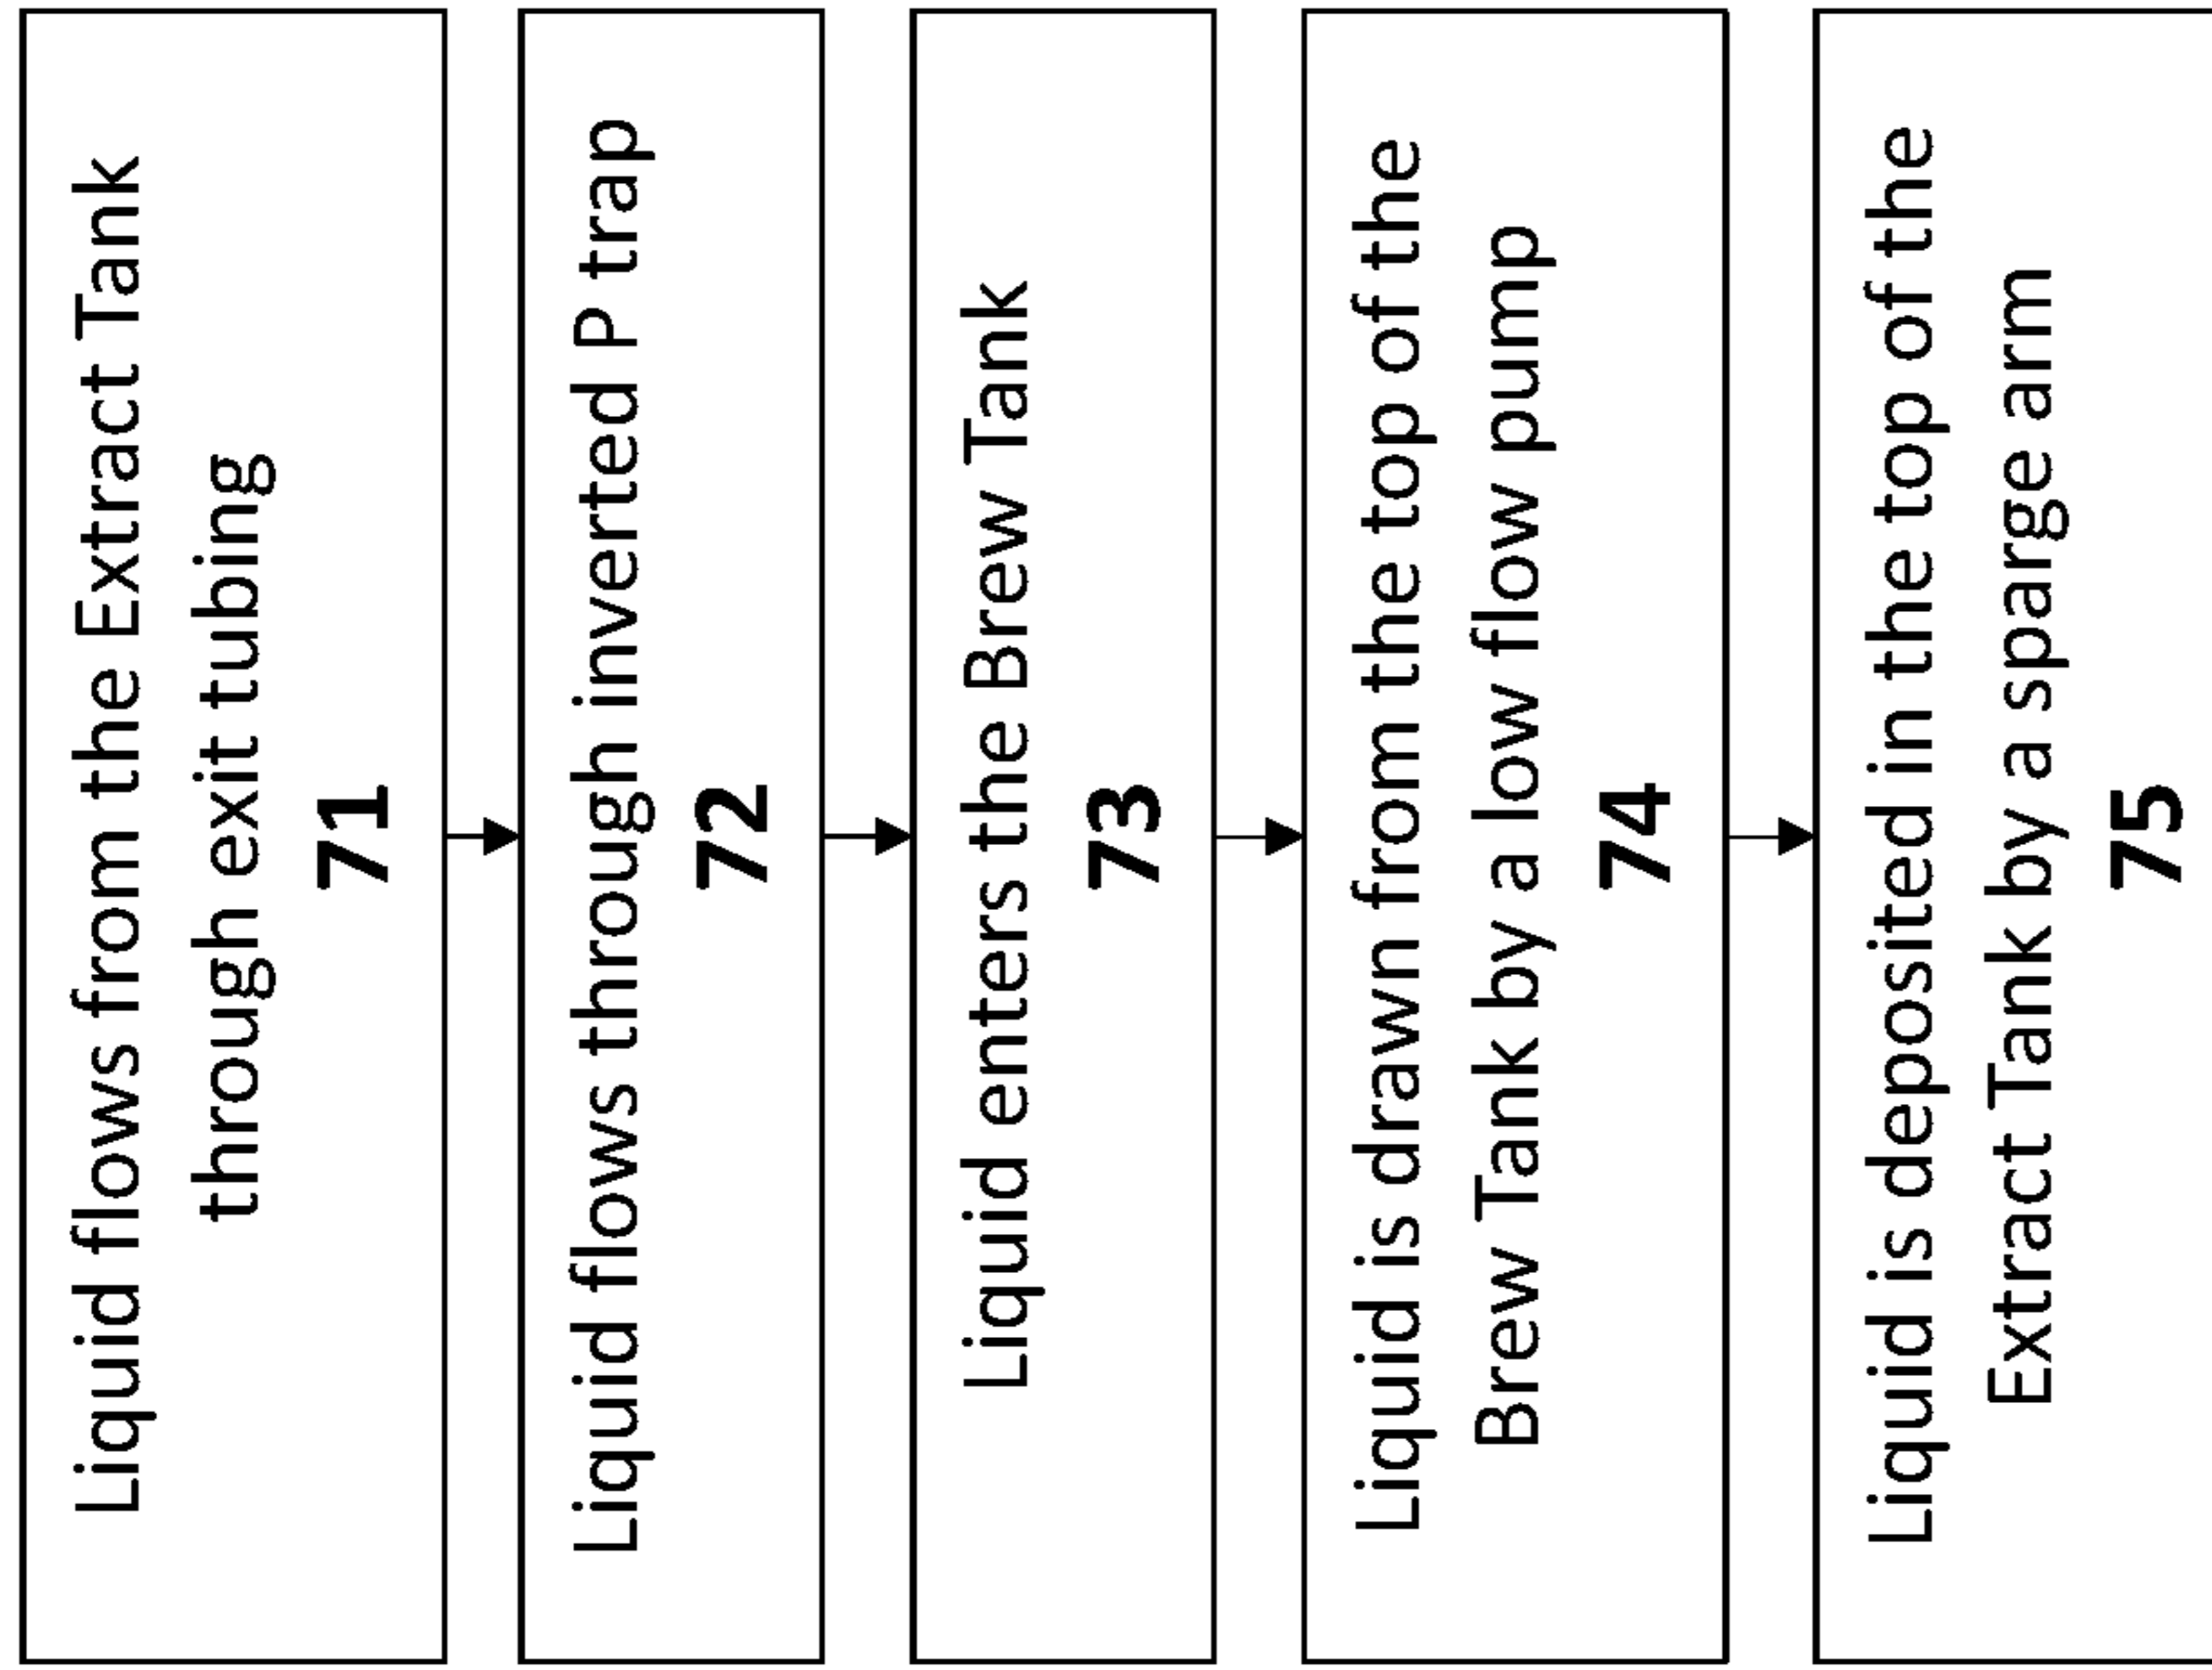 Liquid flows from the Extract Tank
through exit tubing
71
Liquid flows through inverted P trap
72
Liquid enters the Brew Tank
73
Liquid is drawn from the top of the
Brew Tank by a low flow pump
74
Liquid is deposited in the top of the
Extract Tank by a sparge arm
75